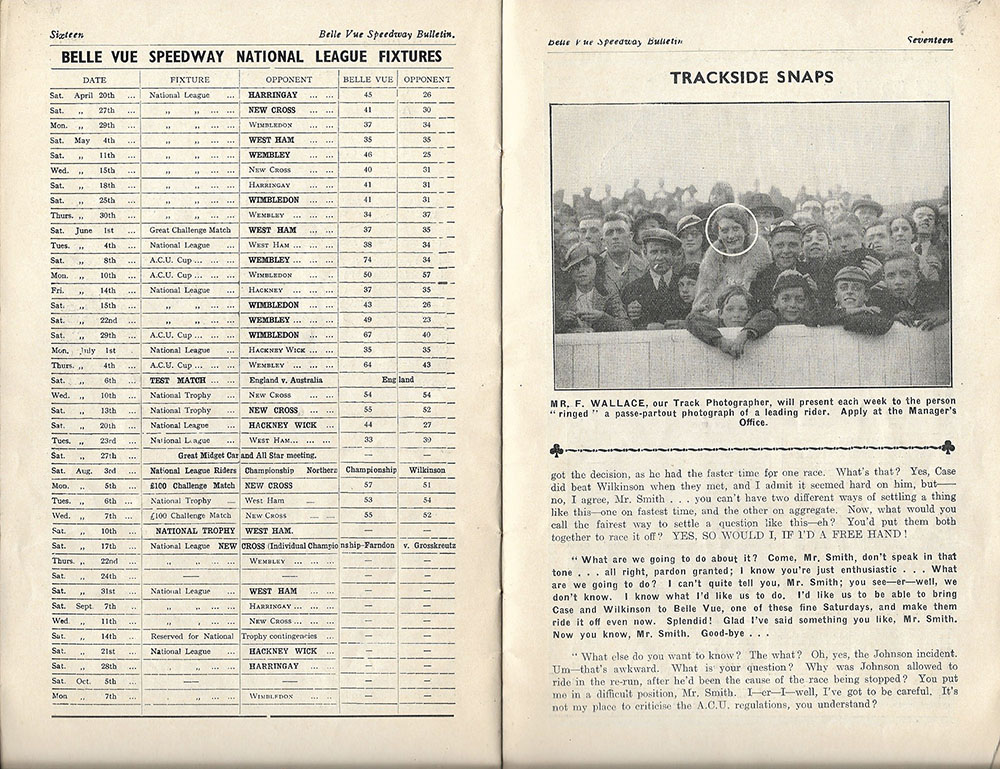 Sixteen
Belle Vue Speedway Bulletin.
BELLE VUE SPEEDWAY NATIONAL LEAGUE FIXTURES
DATE FIXTURE OPPONENT BELLE VUE OPPONENT
Sat. April 20th ... National League ... HARRINGAY ... ... 45 26
Sat. ,, 27th ... ,, ,, ... ... NEW CROSS ... ... 41 30
Mon. ,, 29th ... ,, ,, ... ... WIMBLEDON ... ... 37 34
Sat. May 4th ... ,, ,, ... ... WEST HAM ... ... 35 35
Sat. ,, 11th ... ,, ,, ... ... WEMBLEY ... ... 46 25
Wed. ,, 15th ... ,, ,, ... ... NEW CROSS ... ... 40 31
Sat. ,, 18th ... ,, ,, ... ... HARRINGAY ... ... 41 31
Sat. ,, 25th ... ,, ,, ... ... WIMBLEDON ... ... 41 31
Thurs. ,, 30th ... ,, ,, ... ... WEMBLEY ... ... 34 37
Sat. June 1st ... Great Challenge Match WEST HAM ... ... 37 35
Tues. ,, 4th ... National League ... WEST HAM ... ... 38 34
Sat. ,, 8th ... A.C.U. Cup ... ... WEMBLEY ... ... 74 34
Mon. ,, 10th ... A.C.U. Cup ... ... WIMBLEDON ... ... 50 57
Fri. ,, 14th ... National League ... HACKNEY ... ... 37 35
Sat. ,, 15th ... ,, ,, ... ... WIMBLEDON ... ... 43 26
Sat. ,, 22nd ... ,, ,, ... ... WEMBLEY ... ... 49 23
Sat. ,, 29th ... A.C.U. Cup ... ... WIMBLEDON ... ... 67 40
Mon. July 1st ... National League ... HACKNEY WICK ... ... 35 35
Thurs. ,, 4th ... A.C.U. Cup ... ... WEMBLEY ... ... 64 43
Sat. ,, 6th ... TEST MATCH ... ... England v. Australia England
Wed. ,, 10th ... National Trophy ... NEW CROSS ... ... 54 54
Sat. ,, 13th ... National Trophy ... NEW CROSS ... ... 55 52
Sat. ,, 20th ... National League ... HACKNEY WICK ... 44 27
Tues. ,, 23rd ... National League ... WEST HAM ... ... 33 39
Sat. ,, 27th ... Great Midget Car and All Star meeting. — —
Sat. Aug. 3rd ... National League Riders Championship Northern Championship Wilkinson
Mon. ,, 5th ... £100 Challenge Match NEW CROSS ... ... 57 51
Tues. ,, 6th ... National Trophy ... West Ham ... ... 53 54
Wed. ,, 7th ... £100 Challenge Match NEW CROSS ... ... 55 52
Sat. ,, 10th ... NATIONAL TROPHY WEST HAM. — —
Sat. ,, 17th ... National League NEW CROSS (Individual Championship-Farndon v. Grosskreutz
Thurs. ,, 22nd ... ,, ,, ... WEMBLEY ... ... — —
Sat. ,, 24th ... — — — —
Sat. ,, 31st ... National League ... WEST HAM ... ... — —
Sat. Sept. 7th ... ,, ,, ... HARRINGAY ... ... — —
Wed. ,, 11th ... ,, ,, ... NEW CROSS ... ... — —
Sat. ,, 14th ... Reserved for National Trophy contingencies ... — —
Sat. ,, 21st ... National League ... HACKNEY WICK ... — —
Sat. ,, 28th ... ,, ,, ... HARRINGAY ... — —
Sat. Oct. 5th ... — — — —
Mon ,, 7th ... ,, ... WIMBLEDON ... — —
Belle Vue Speedway Bulletin
Seventeen
TRACKSIDE SNAPS
MR. F. WALLACE, our Track Photographer, will present each week to the person
"ringed" a passe-partout photograph of a leading rider. Apply at the Manager's
Office.
got the decision, as he had the faster time for one race. What's that? Yes, Case
did beat Wilkinson when they met, and I admit it seemed hard on him, but—
no, I agree, Mr. Smith . . . you can't have two different ways of settling a thing
like this—one on fastest time, and the other on aggregate. Now, what would you
call the fairest way to settle a question like this—eh? You'd put them both
together to race it off? YES, SO WOULD I, IF I'D A FREE HAND!
"What are we going to do about it? Come, Mr. Smith, don't speak in that
tone . . . all right, pardon granted; I know you're just enthusiastic . . . What
are we going to do? I can't quite tell you, Mr. Smith; you see—er—well, we
don't know. I know what I'd like us to do. I'd like us to be able to bring
Case and Wilkinson to Belle Vue, one of these fine Saturdays, and make them
ride it off even now. Splendid! Glad I've said something you like, Mr. Smith.
Now you know, Mr. Smith. Good-bye . . .
"What else do you want to know? The what? Oh, yes, the Johnson incident.
Um—that's awkward. What is your question? Why was Johnson allowed to
ride in the re-run, after he'd been the cause of the race being stopped? You put
me in a difficult position, Mr. Smith. I—er—I—well, I've got to be careful. It's
not my place to criticise the A.C.U. regulations, you understand?